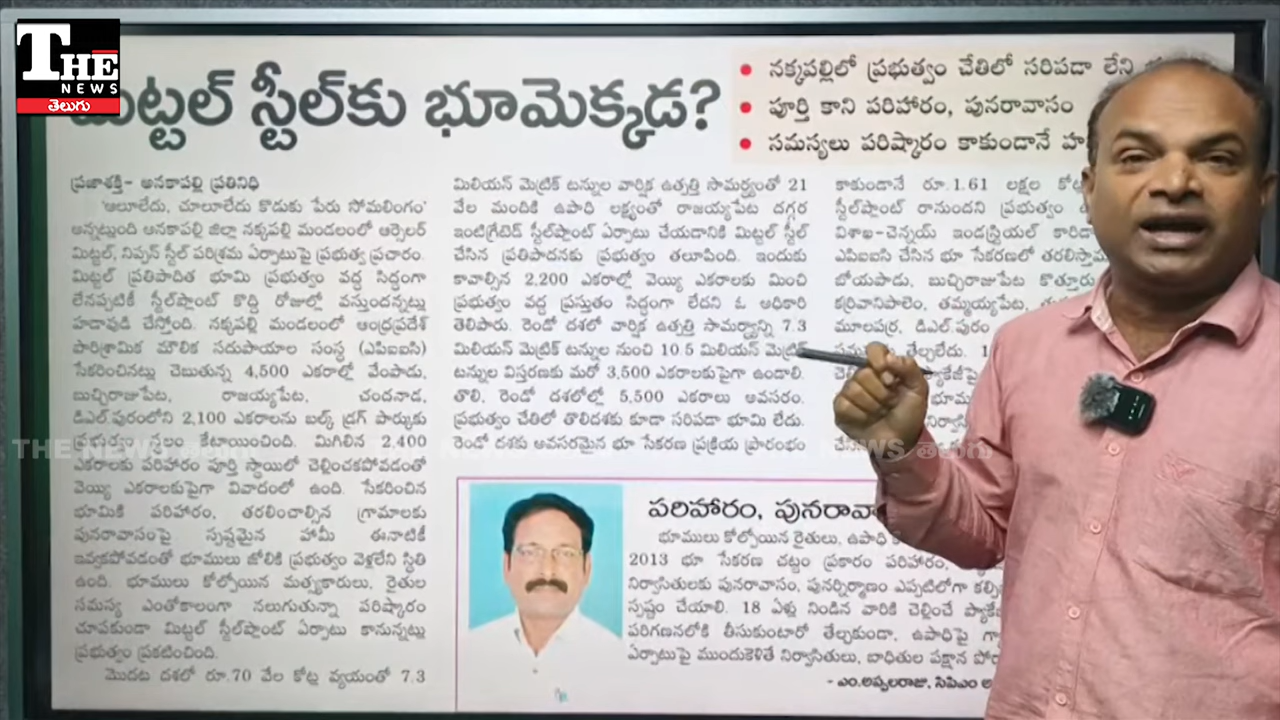 THE
NEWS
తెలుగు
మిట్టల్ స్టీల్‌కు భూమెక్కడ?
• నక్కపల్లిలో ప్రభుత్వం చేతిలో సరిపడా లేని
• పూర్తి కాని పరిహారం, పునరావాసం
• సమస్యలు పరిష్కారం కాకుండానే
ప్రజాశక్తి- అనకాపల్లి ప్రతినిధి
'ఆలూలేదు, చూలూలేదు కొడుకు పేరు సోమలింగం'
అన్నట్టుంది అనకాపల్లి జిల్లా నక్కపల్లి మండలంలో ఆర్సెలర్
మిట్టల్, నిప్పన్ స్టీల్ పరిశ్రమ ఏర్పాటుపై ప్రభుత్వ ప్రచారం.
మిట్టల్ ప్రతిపాదిత భూమి ప్రభుత్వం వద్ద సిద్ధంగా
లేనప్పటికీ స్టీల్‌ప్లాంట్ కొద్ది రోజుల్లో వస్తుందన్నట్టు
హడావుడి చేస్తోంది. నక్కపల్లి మండలంలో ఆంధ్రప్రదేశ్
పారిశ్రామిక మౌలిక సదుపాయాల సంస్థ (ఎపిఐఐసి)
సేకరించినట్లు చెబుతున్న 4,500 ఎకరాల్లో వేంపాడు,
బుచ్చిరాజుపేట, రాజయ్యపేట, చందనాడ,
డిఎల్.పురంలోని 2,100 ఎకరాలను బల్క్ డ్రగ్ పార్కుకు
ప్రభుత్వం స్థలం కేటాయించింది. మిగిలిన 2,400
ఎకరాలకు పరిహారం పూర్తి స్థాయిలో చెల్లించకపోవడంతో
వెయ్యి ఎకరాలకుపైగా వివాదంలో ఉంది. సేకరించిన
భూమికి పరిహారం, తరలించాల్సిన గ్రామాలకు
పునరావాసంపై స్పష్టమైన హామీ ఈనాటికీ
ఇవ్వకపోవడంతో భూములు జోలికి ప్రభుత్వం వెళ్లలేని స్థితి
ఉంది. భూములు కోల్పోయిన మత్స్యకారులు, రైతుల
సమస్య ఎంతోకాలంగా నలుగుతున్నా పరిష్కారం
చూపకుండా మిట్టల్ స్టీల్‌ప్లాంట్ ఏర్పాటు కానున్నట్లు
ప్రభుత్వం ప్రకటించింది.
మొదట దశలో రూ.70 వేల కోట్ల వ్యయంతో 7.3
మిలియన్ మెట్రిక్ టన్నుల వార్షిక ఉత్పత్తి సామర్థ్యంతో 21
వేల మందికి ఉపాధి లక్ష్యంతో రాజయ్యపేట దగ్గర
ఇంటిగ్రేటెడ్ స్టీల్‌ప్లాంట్ ఏర్పాటు చేయడానికి మిట్టల్ స్టీల్
చేసిన ప్రతిపాదనకు ప్రభుత్వం తలూపింది. ఇందుకు
కావాల్సిన 2,200 ఎకరాల్లో వెయ్యి ఎకరాలకు మించి
ప్రభుత్వం వద్ద ప్రస్తుతం సిద్ధంగా లేదని ఓ అధికారి
తెలిపారు. రెండో దశలో వార్షిక ఉత్పత్తి సామర్థ్యాన్ని 7.3
మిలియన్ మెట్రిక్ టన్నుల నుంచి 10.5 మిలియన్ మెట్రిక్
టన్నుల విస్తరణకు మరో 3,500 ఎకరాలకుపైగా ఉండాలి.
తొలి, రెండో దశలోల్లో 5,500 ఎకరాలు అవసరం.
ప్రభుత్వం చేతిలో తొలిదశకు కూడా సరిపడా భూమి లేదు.
రెండో దశకు అవసరమైన భూ సేకరణ ప్రక్రియ ప్రారంభం
కాకుండానే రూ.1.61 లక్షల
స్టీల్‌ప్లాంట్ రానుందని ప్రభుత్వం
విశాఖ-చెన్నయ్ ఇండస్ట్రియల్
ఎపిఐఐసి చేసిన భూ సేకరణలో
బోయపాడు, బుచ్చిరాజుపేట కొత్తూరు
తమ్మయ్యపేట,
మూలపర్ర, డిఎల్.పురం
తేల్చలేదు.
పరిహారం,
భూములు కోల్పోయిన రైతులు, ఉపాధి
2013 భూ సేకరణ చట్టం ప్రకారం పరిహారం,
నిర్వాసితులకు పునరావాసం, పునర్నిర్మాణం ఎప్పటిలోగా
స్పష్టం చేయాలి. 18 ఏళ్లు నిండిన వారికి చెల్లించే
పరిగణనలోకి తీసుకుంటారో తేల్చకుండా, ఉపాధిపై
ఏర్పాటుపై ముందుకెళితే నిర్వాసితులు, బాధితుల పక్షాన
- ఎం.అప్పలరాజు, సిపిఎం
THE NEWS తెలుగు